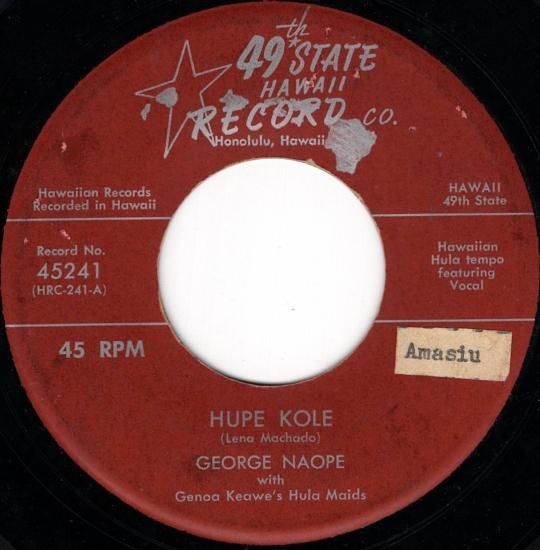 49th STATE
HAWAII
RECORD CO.
Honolulu, Hawaii
Hawaiian Records
Recorded in Hawaii
HAWAII
49th State
Record No.
45241
(HRC-241-A)
Hawaiian
Hula tempo
featuring
Vocal
45 RPM
Amasiu
HUPE KOLE
(Lena Machado)
GEORGE NAOPE
with
Genoa Keawe's Hula Maids